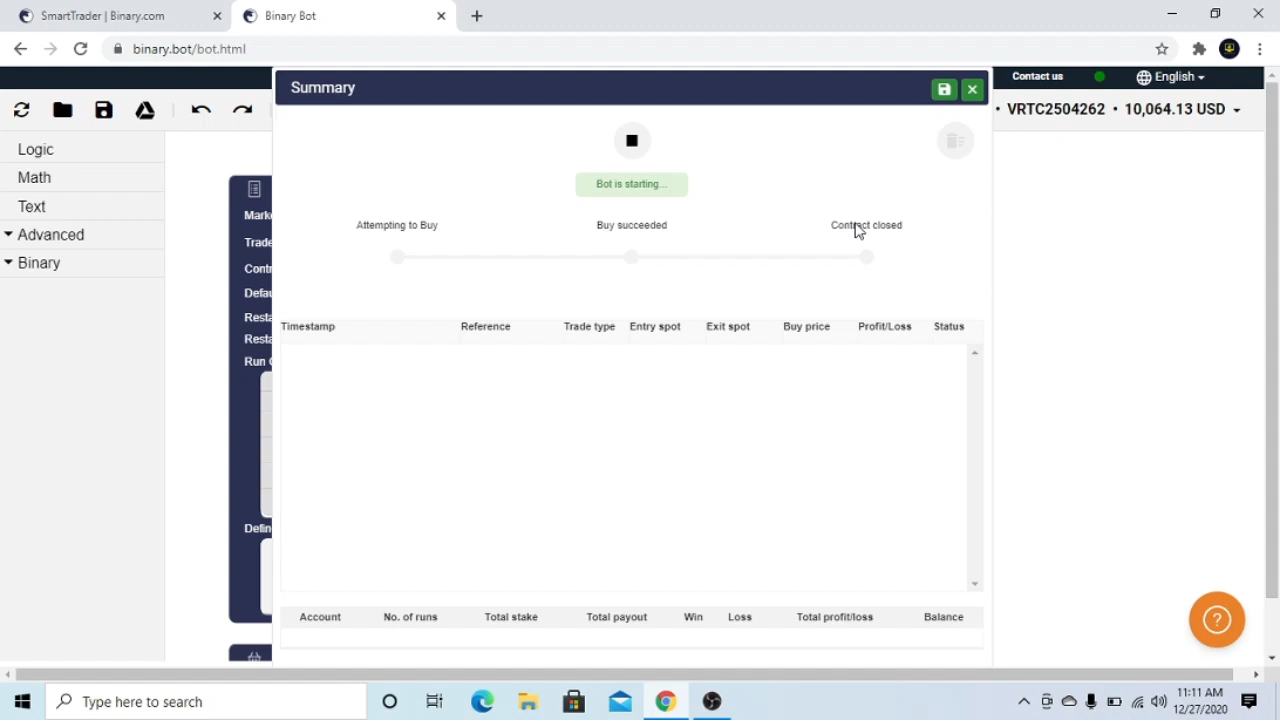 SmartTrader | Binary.com
Binary Bot
binary.bot/bot.html
Contact us
English
VRTC2504262 • 10,064.13 USD
Summary
Logic
Math
Text
Advanced
Binary
Bot is starting...
Attempting to Buy
Buy succeeded
Contract closed
Timestamp
Reference
Trade type
Entry spot
Exit spot
Buy price
Profit/Loss
Status
Account
No. of runs
Total stake
Total payout
Win
Loss
Total profit/loss
Balance
Type here to search
11:11 AM
12/27/2020